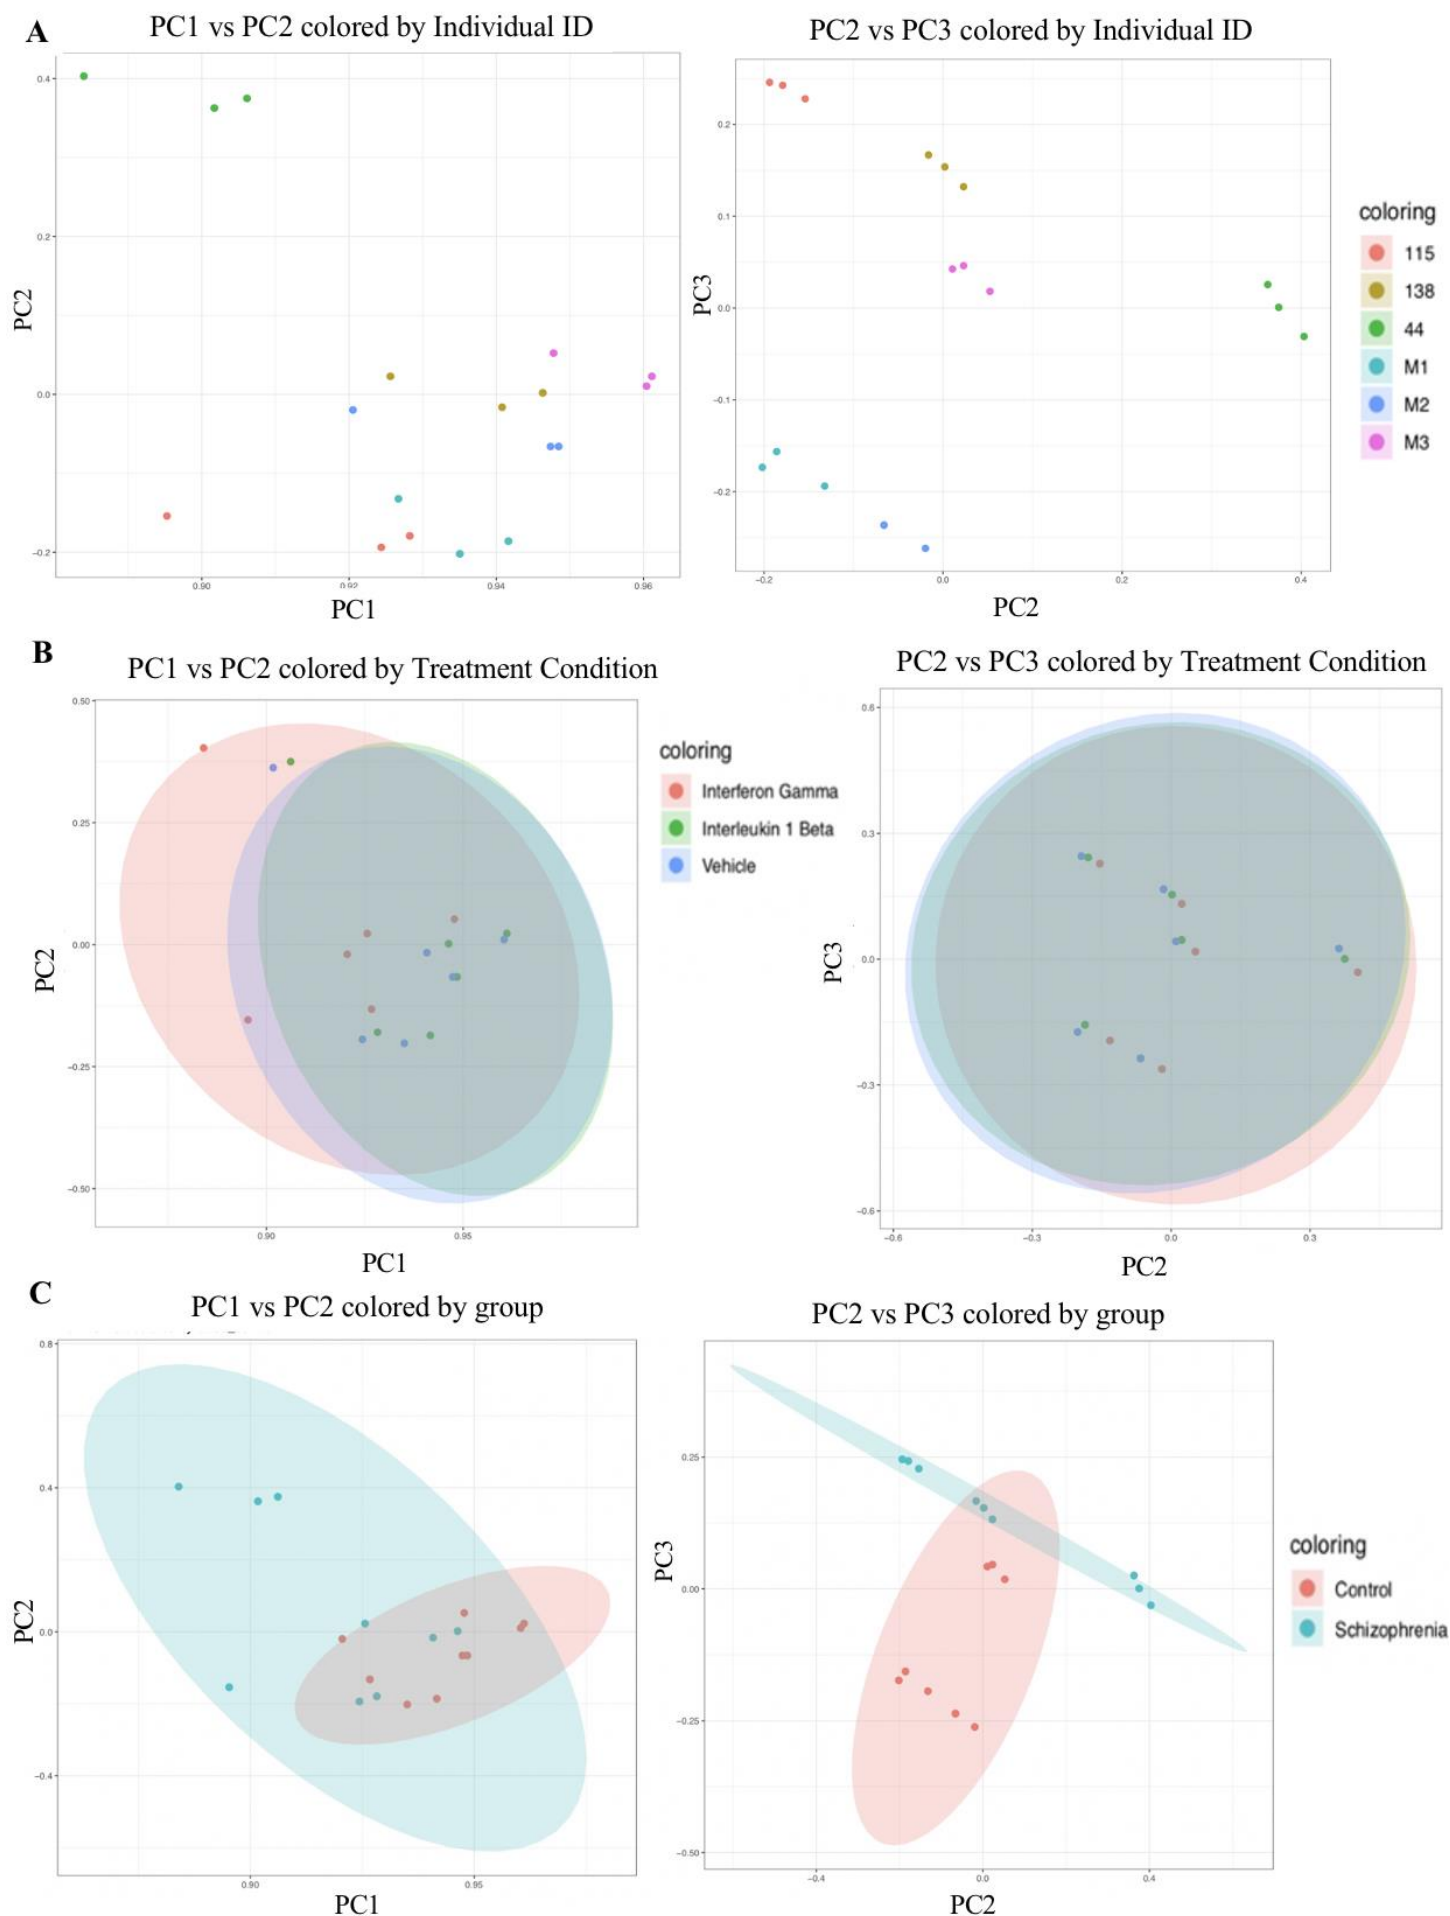 A
PC1 vs PC2 colored by Individual ID
PC2 vs PC3 colored by Individual ID
0.4
0.2
0.0
−0.2
PC2
0.90
0.92
0.94
0.96
PC1
0.2
0.1
0.0
−0.1
−0.2
PC3
−0.2
0.0
0.2
0.4
PC2
coloring
115
138
44
M1
M2
M3
B
PC1 vs PC2 colored by Treatment Condition
PC2 vs PC3 colored by Treatment Condition
0.50
0.25
0.00
−0.25
−0.50
PC2
0.90
0.95
PC1
coloring
Interferon Gamma
Interleukin 1 Beta
Vehicle
0.6
0.3
0.0
−0.3
−0.6
PC3
−0.6
−0.3
0.0
0.3
PC2
C
PC1 vs PC2 colored by group
PC2 vs PC3 colored by group
0.8
0.4
0.0
−0.4
PC2
0.90
0.95
PC1
0.25
0.00
−0.25
−0.50
PC3
−0.4
0.0
0.4
PC2
coloring
Control
Schizophrenia